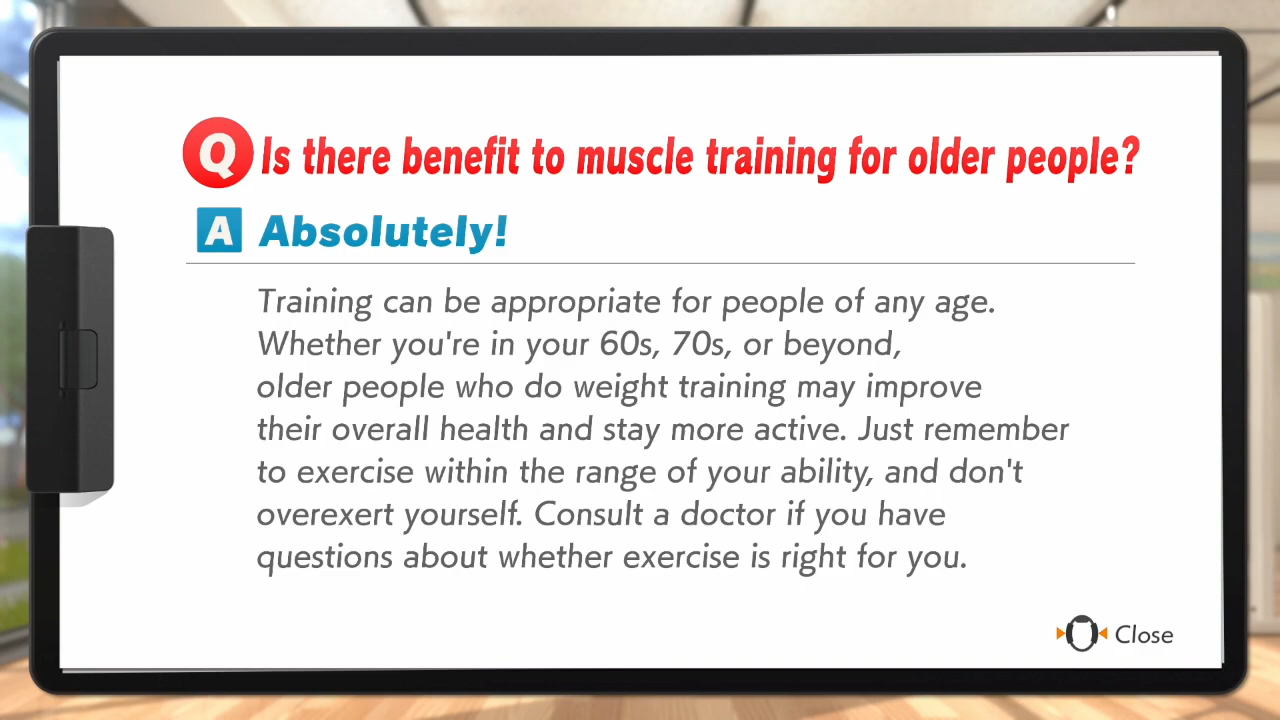 Q Is there benefit to muscle training for older people?
A Absolutely!
Training can be appropriate for people of any age.
Whether you're in your 60s, 70s, or beyond,
older people who do weight training may improve
their overall health and stay more active. Just remember
to exercise within the range of your ability, and don't
overexert yourself. Consult a doctor if you have
questions about whether exercise is right for you.
Close